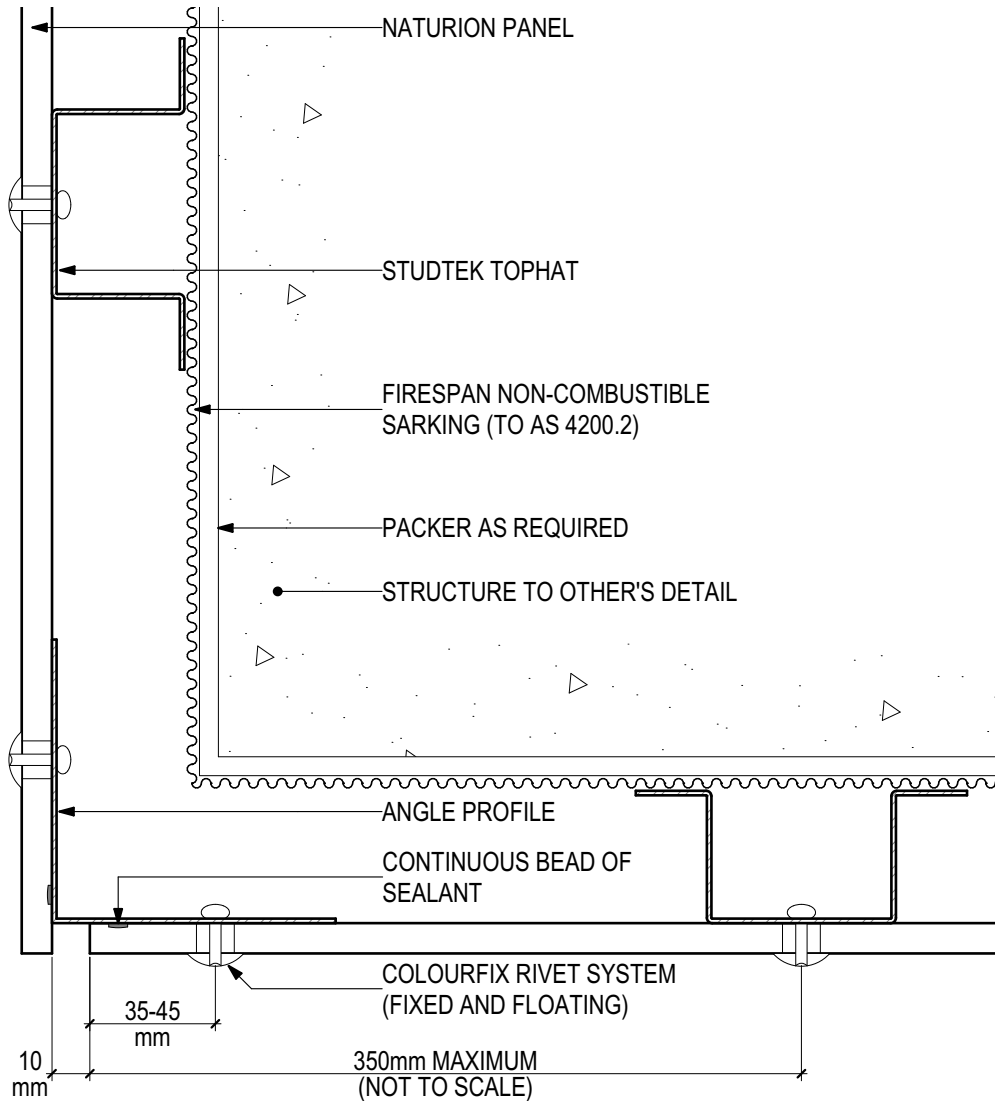 NATURION PANEL
STUDTEK TOPHAT
FIRESPAN NON-COMBUSTIBLE
SARKING (TO AS 4200.2)
PACKER AS REQUIRED
STRUCTURE TO OTHER'S DETAIL
ANGLE PROFILE
CONTINUOUS BEAD OF
SEALANT
COLOURFIX RIVET SYSTEM
(FIXED AND FLOATING)
35-45
mm
10
mm
350mm MAXIMUM
(NOT TO SCALE)